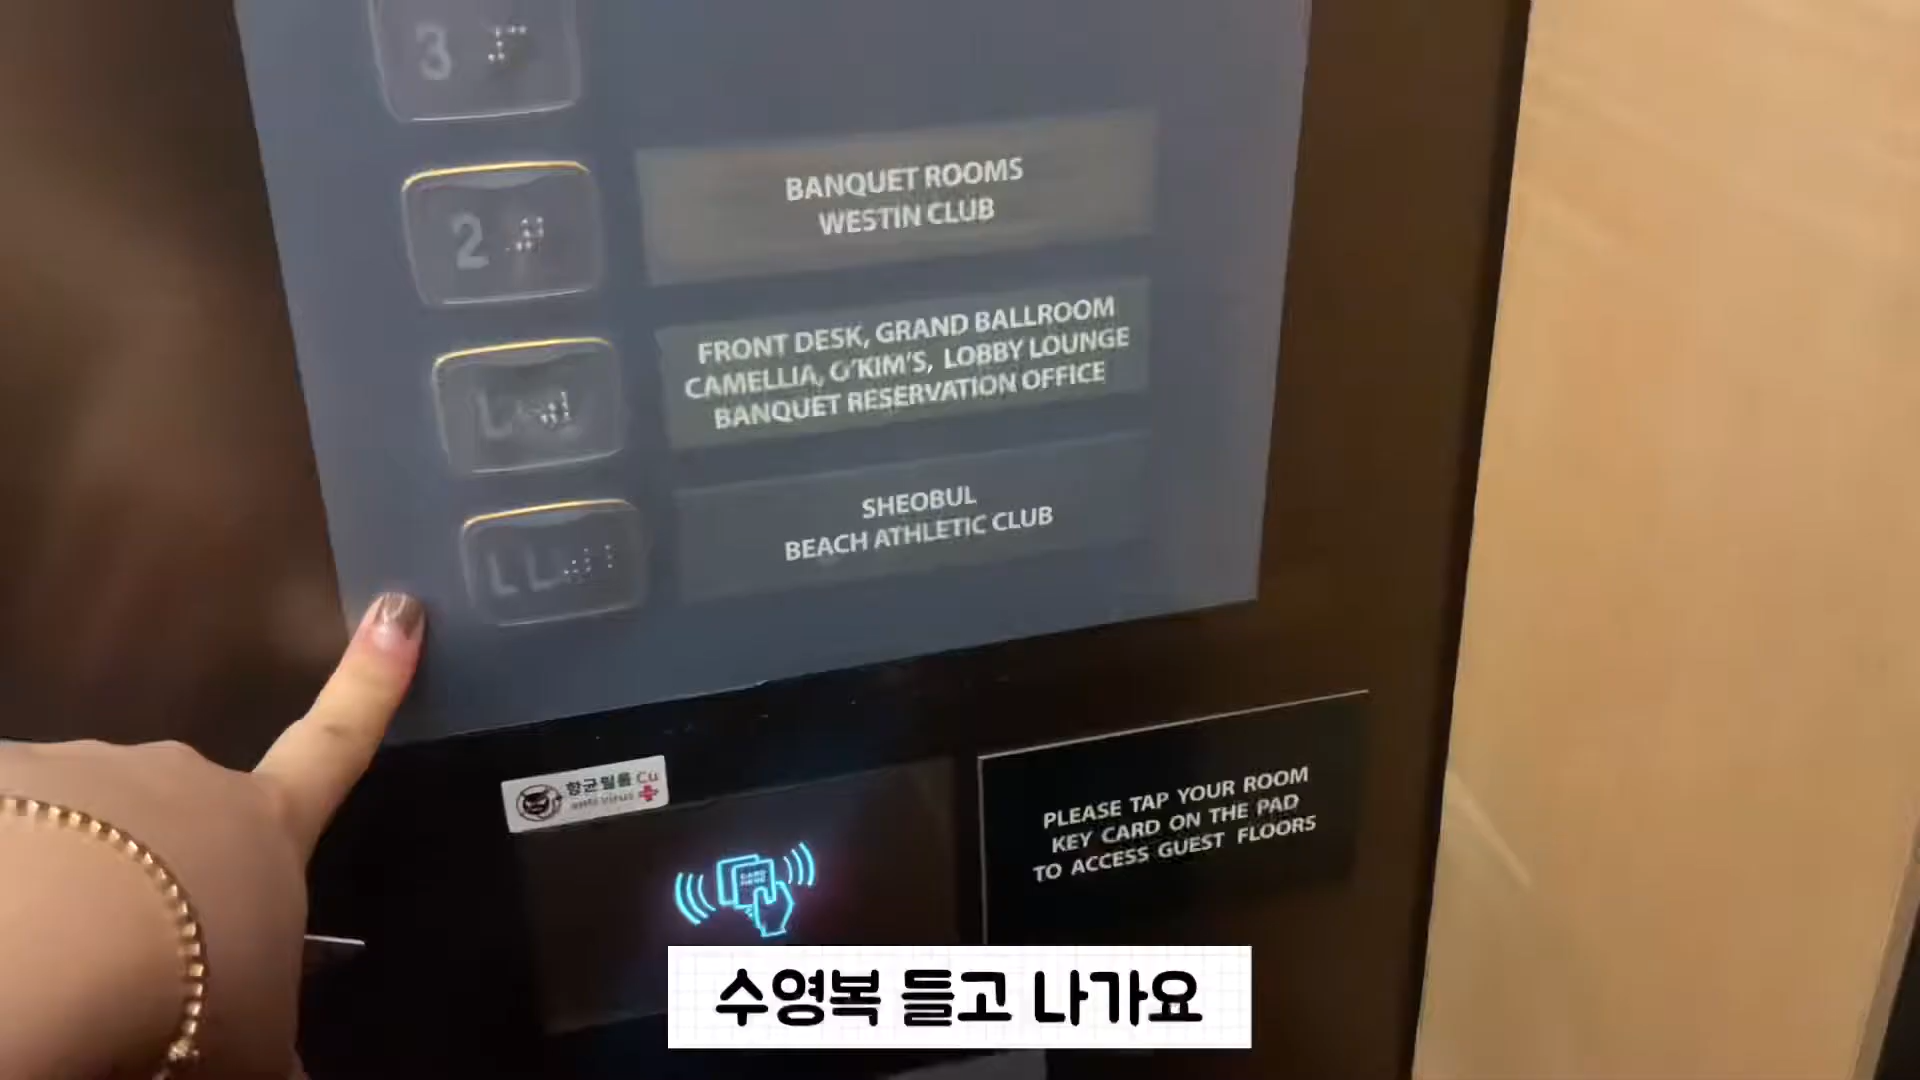 3
2
BANQUET ROOMS
WESTIN CLUB
L
FRONT DESK, GRAND BALLROOM
CAMELLIA, O'KIM'S, LOBBY LOUNGE
BANQUET RESERVATION OFFICE
LL
SHEOBUL
BEACH ATHLETIC CLUB
항균필름 Cu
anti virus
PLEASE TAP YOUR ROOM
KEY CARD ON THE PAD
TO ACCESS GUEST FLOORS
수영복 들고 나가요